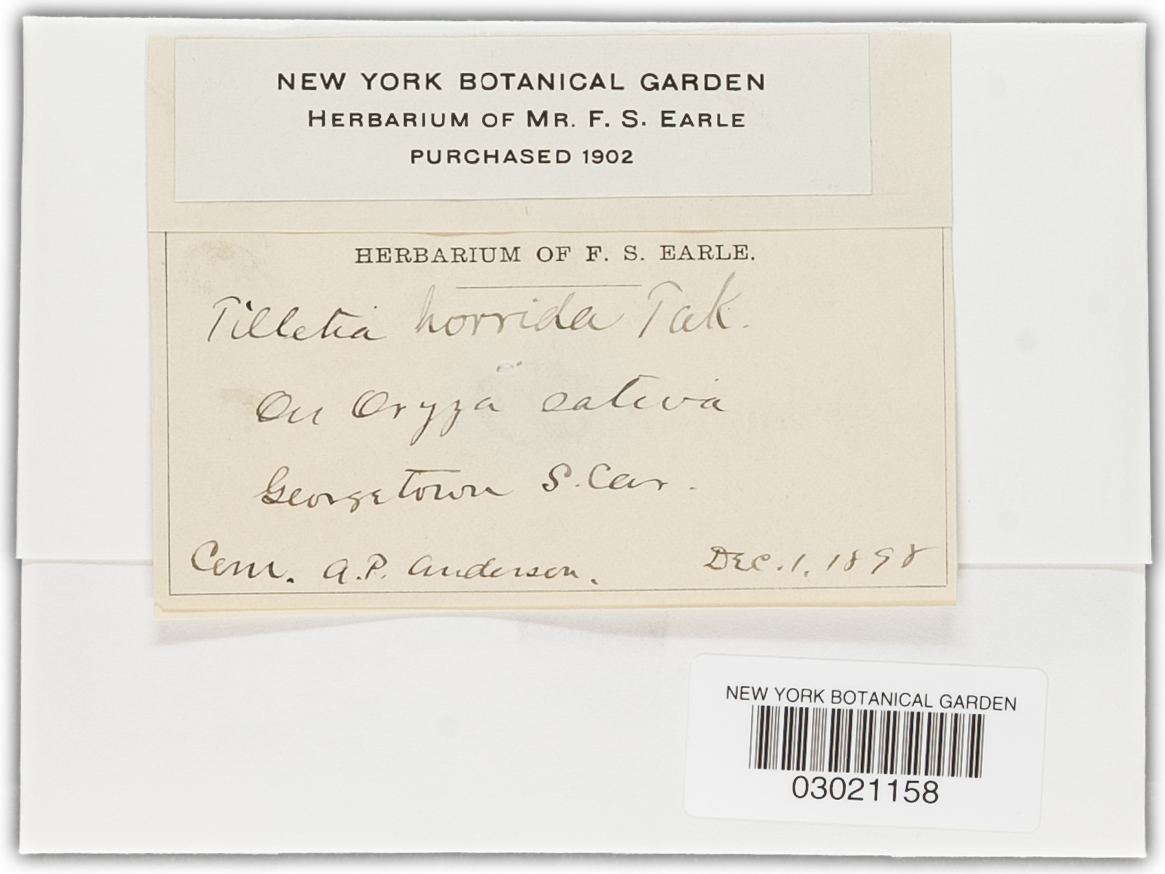 NEW YORK BOTANICAL GARDEN
HERBARIUM OF MR. F. S. EARLE
PURCHASED 1902
HERBARIUM OF F. S. EARLE.
Tilletia horrida Tak.
On Oryza sativa
Georgetown S. Car.
Com. A.P. Anderson. Dec. 1, 1898
NEW YORK BOTANICAL GARDEN
03021158